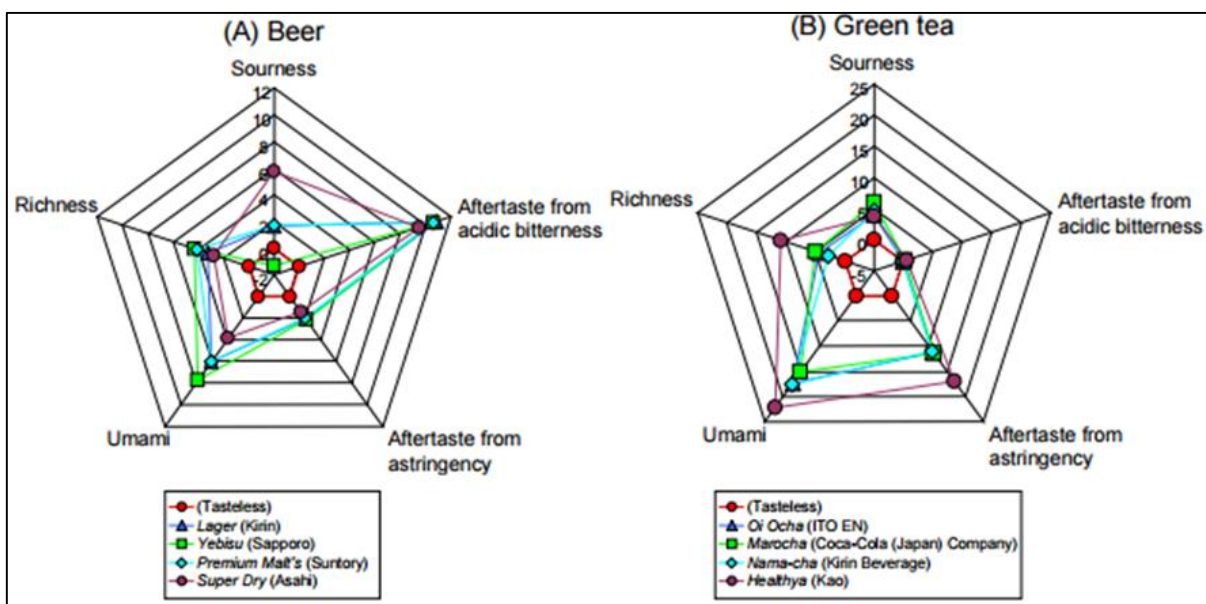 (A) Beer
Sourness
12
10
8
6
4
2
0
-2
Richness
Aftertaste from
acidic bitterness
Umami
Aftertaste from
astringency
(Tasteless)
Lager (Kirin)
Yebisu (Sapporo)
Premium Malt's (Suntory)
Super Dry (Asahi)
(B) Green tea
Sourness
25
20
15
10
5
0
-5
Richness
Aftertaste from
acidic bitterness
Umami
Aftertaste from
astringency
(Tasteless)
Oi Ocha (ITO EN)
Marocha (Coca-Cola (Japan) Company)
Nama-cha (Kirin Beverage)
Healthya (Kao)